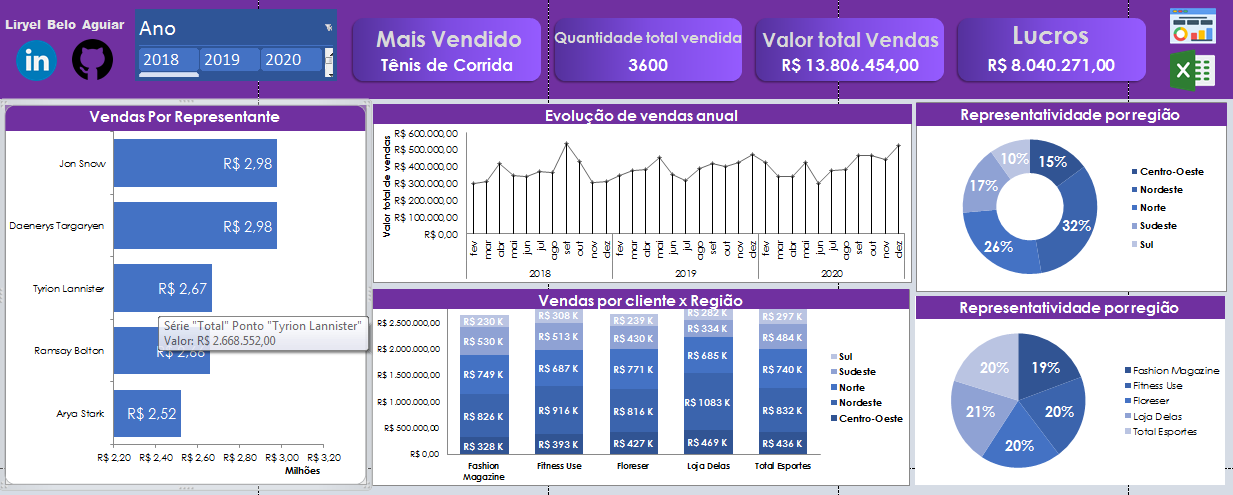 Liryel Belo Aguiar
in
Ano
2018 2019 2020
Mais Vendido
Tênis de Corrida
Quantidade total vendida
3600
Valor total Vendas
R$ 13.806.454,00
Lucros
R$ 8.040.271,00
Vendas Por Representante
Jon Snow
R$ 2,98
Daenerys Targaryen
R$ 2,98
Tyrion Lannister
R$ 2,67
Série "Total" Ponto "Tyrion Lannister"
Valor: R$ 2.668.552,00
Ramsay Bolton
Arya Stark
R$ 2,52
R$ 2,20 R$ 2,40 R$ 2,60 R$ 2,80 R$ 3,00 R$ 3,20
Milhões
Evolução de vendas anual
Valor total de vendas
R$ 600.000,00
R$ 500.000,00
R$ 400.000,00
R$ 300.000,00
R$ 200.000,00
R$ 100.000,00
R$ 0,00
fev mar abr mai jun jul ago set out nov dez fev mar abr mai jun jul ago set out nov dez fev mar abr mai jun jul ago set out nov dez
2018 2019 2020
Vendas por cliente x Região
R$ 2.500.000,00
R$ 2.000.000,00
R$ 1.500.000,00
R$ 1.000.000,00
R$ 500.000,00
R$ 0,00
R$ 230 K R$ 308 K R$ 239 K R$ 282 K R$ 297 K
R$ 530 K R$ 513 K R$ 430 K R$ 334 K R$ 484 K
R$ 749 K R$ 687 K R$ 771 K R$ 685 K R$ 740 K
R$ 826 K R$ 916 K R$ 816 K R$ 1083 K R$ 832 K
R$ 328 K R$ 393 K R$ 427 K R$ 469 K R$ 436 K
Fashion Magazine Fitness Use Floreser Loja Delas Total Esportes
Sul
Sudeste
Norte
Nordeste
Centro-Oeste
Representatividade por região
15%
32%
26%
17%
10%
Centro-Oeste
Nordeste
Norte
Sudeste
Sul
Representatividade por região
19%
20%
20%
21%
20%
Fashion Magazine
Fitness Use
Floreser
Loja Delas
Total Esportes